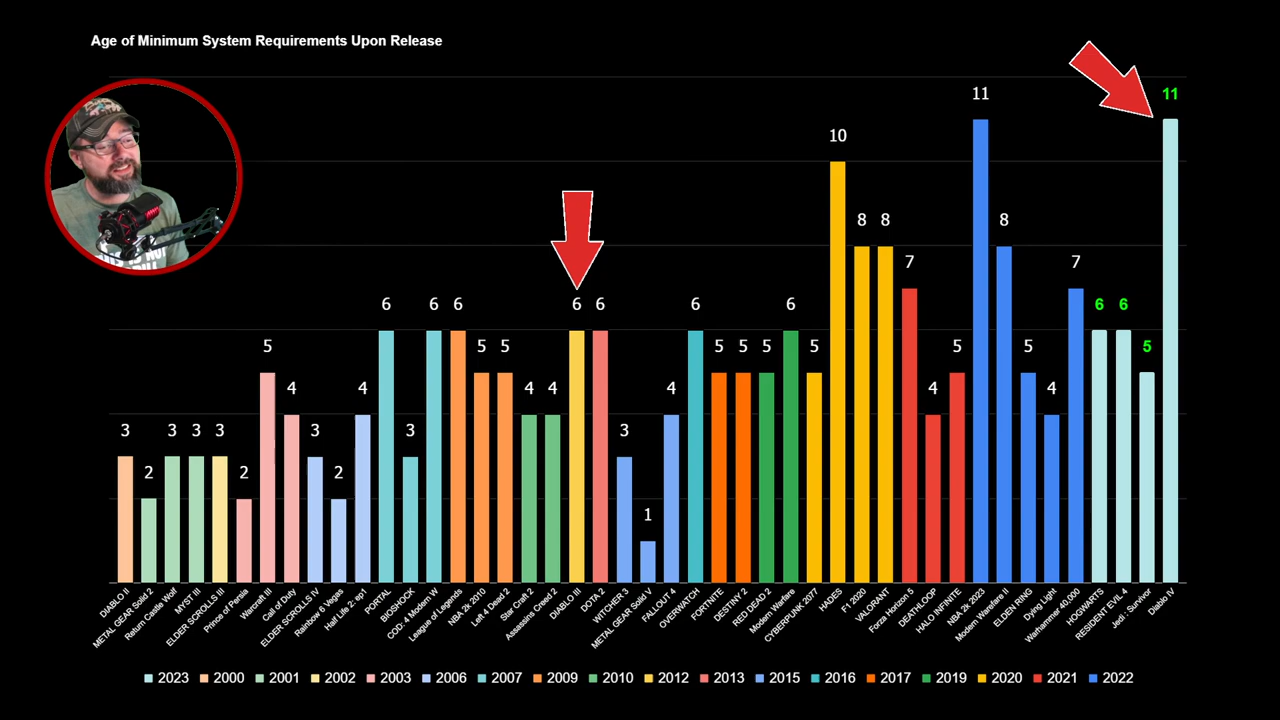 Age of Minimum System Requirements Upon Release
3 2 3 3 3 2 5 4 3 2 4 6 3 6 6 5 5 4 4 6 6 3 1 4 6 5 5 5 6 5 10 8 8 7 4 5 11 8 5 4 7 6 6 5 11
DIABLO II
METAL GEAR Solid 2
Return Castle Wolf
MYST III
ELDER SCROLLS III
Prince of Persia
Warcraft III
Call of Duty
ELDER SCROLLS IV
Rainbow 6 Vegas
Half Life 2: ep1
PORTAL
BIOSHOCK
COD: 4 Modern W
League of Legends
NBA 2k 2010
Left 4 Dead 2
Star Craft 2
Assassins Creed 2
DIABLO III
DOTA 2
WITCHER 3
METAL GEAR Solid V
FALLOUT 4
OVERWATCH
FORTNITE
DESTINY 2
RED DEAD 2
Modern Warfare
CYBERPUNK 2077
HADES
F1 2020
VALORANT
Forza Horizon 5
DEATHLOOP
HALO INFINITE
NBA 2k 2023
Modern Warefare II
ELDEN RING
Dying Light
Warhammer 40,000
HOGWARTS
RESIDENT EVIL 4
Jedi: Survivor
Diablo IV
2023 2000 2001 2002 2003 2006 2007 2009 2010 2012 2013 2015 2016 2017 2019 2020 2021 2022